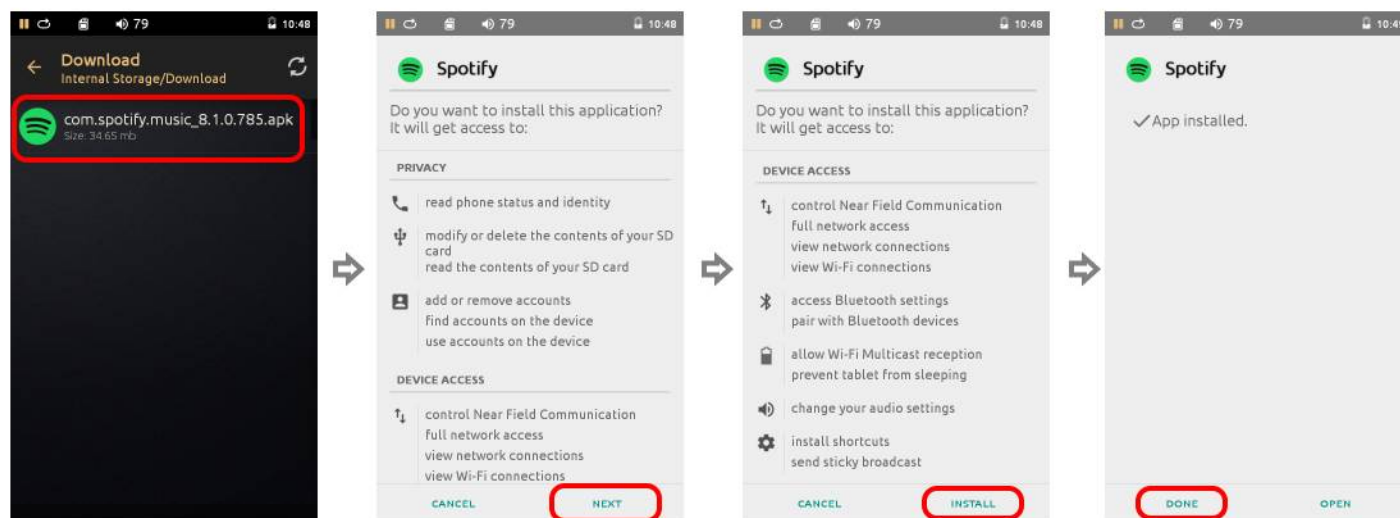 79 10:48
Download
Internal Storage/Download
com.spotify.music_8.1.0.785.apk
Size: 34.65 mb
79 10:48
Spotify
Do you want to install this application?
It will get access to:
PRIVACY
read phone status and identity
modify or delete the contents of your SD
card
read the contents of your SD card
add or remove accounts
find accounts on the device
use accounts on the device
DEVICE ACCESS
control Near Field Communication
full network access
view network connections
view Wi-Fi connections
CANCEL NEXT
79 10:48
Spotify
Do you want to install this application?
It will get access to:
DEVICE ACCESS
control Near Field Communication
full network access
view network connections
view Wi-Fi connections
access Bluetooth settings
pair with Bluetooth devices
allow Wi-Fi Multicast reception
prevent tablet from sleeping
change your audio settings
install shortcuts
send sticky broadcast
CANCEL INSTALL
79
Spotify
App installed.
DONE OPEN